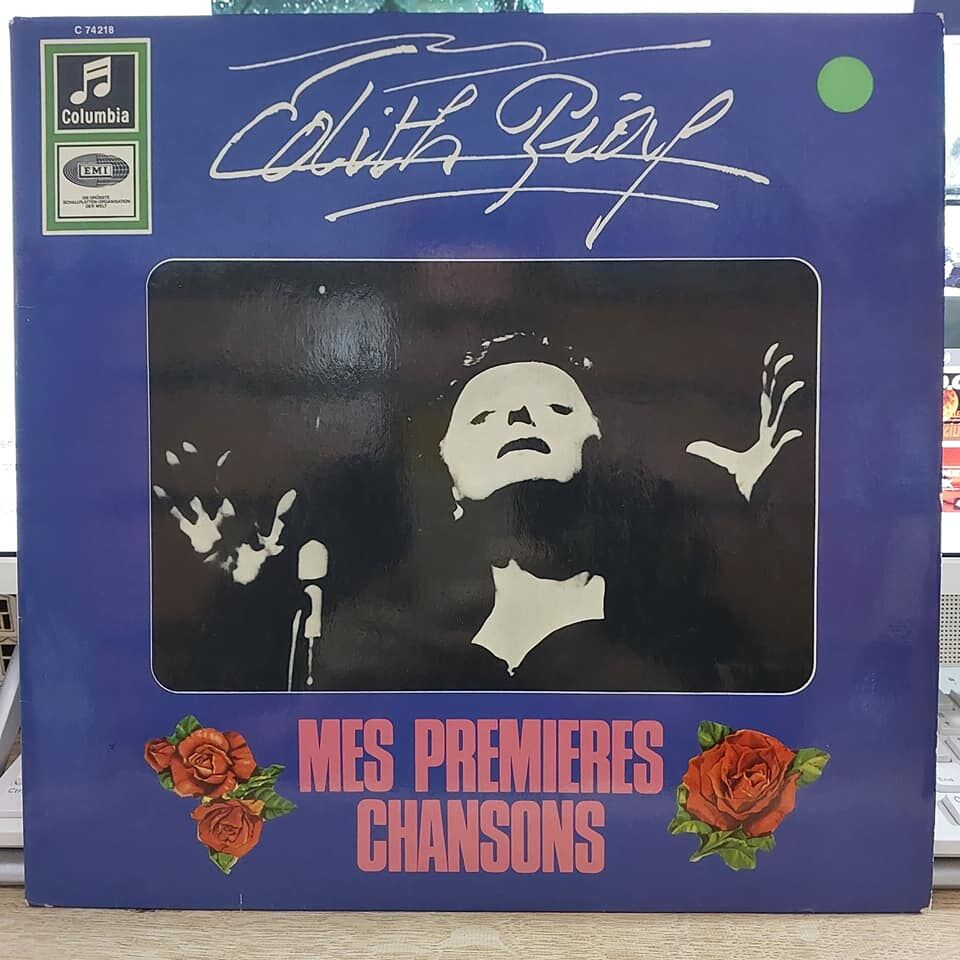 C 74218
Columbia
EMI
DIE GRÖSSTE
SCHALLPLATTEN-ORGANISATION
DER WELT
Edith Piaf
MES PREMIERES
CHANSONS